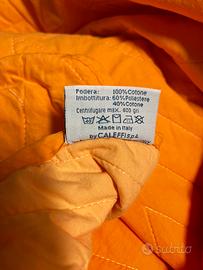 Fodera: 100%Cotone
Imbottitura: 60%Poliestere
40%Cotone
Centrifugare max. 400 giri
Made in Italy
by CALEFFI S.p.A.
subito